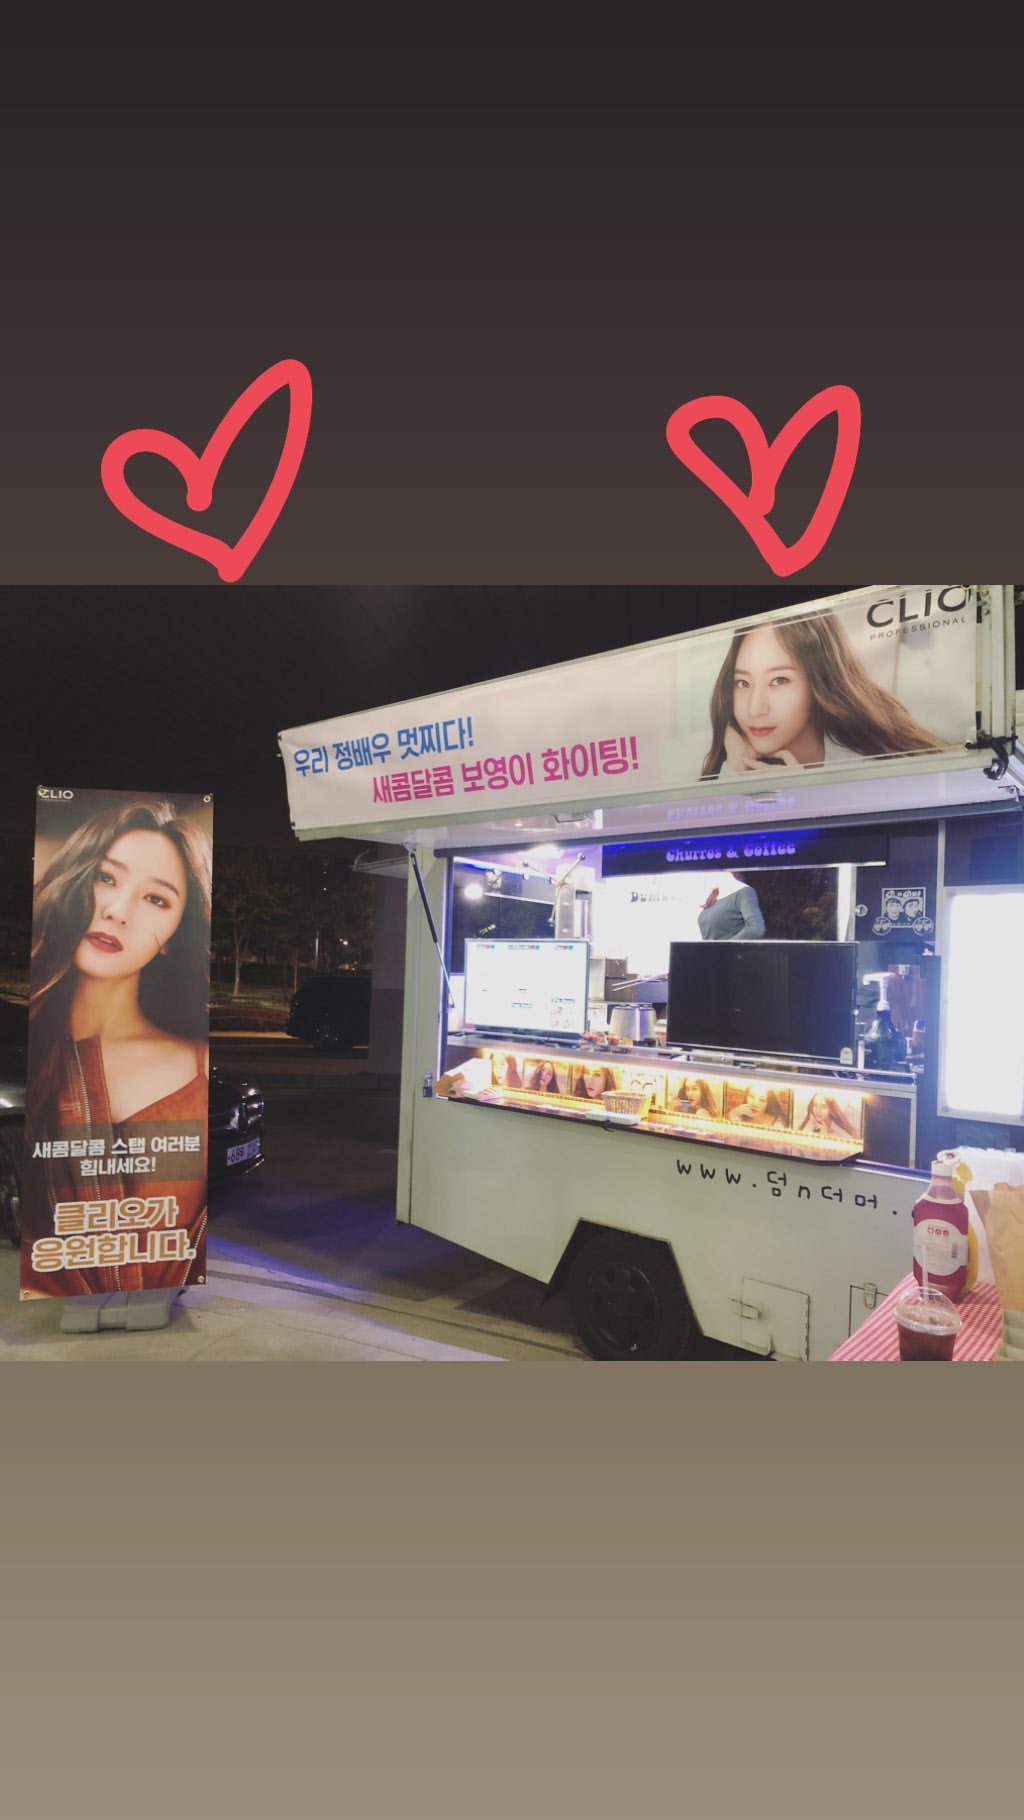 CLIO
PROFESSIONAL
우리 정배우 멋찌다!
새콤달콤 보영이 화이팅!
Churros & Coffee
CLIO
새콤달콤 스탭 여러분
힘내세요!
클리오가
응원합니다.
www.덤n더머.